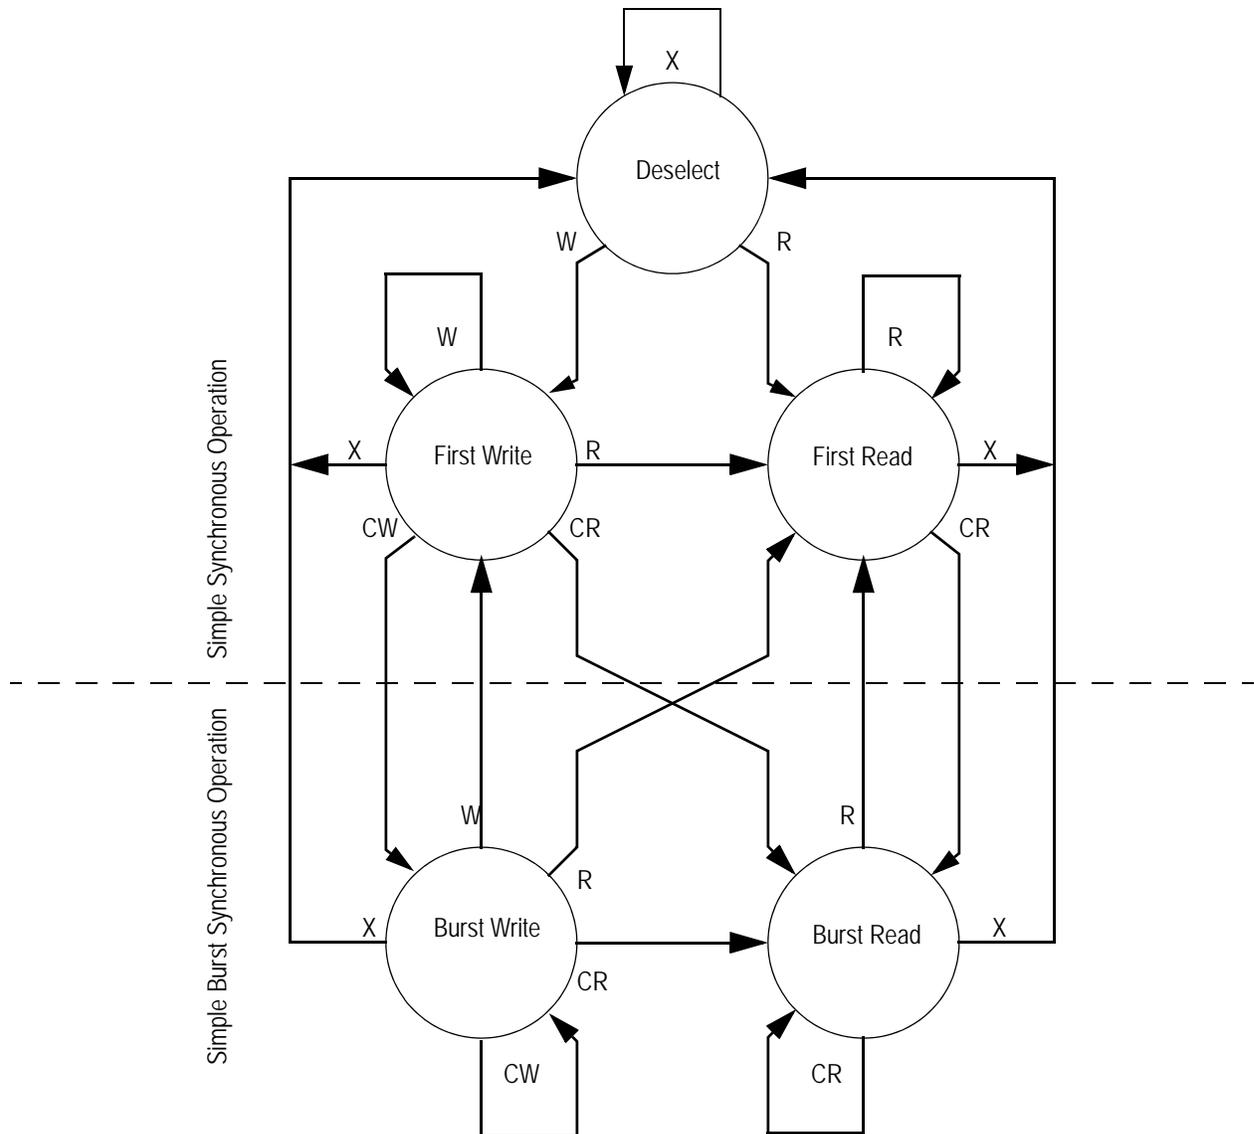 X
Deselect
W
R
W
R
Simple Synchronous Operation
X
First Write
R
First Read
X
CW
CR
CR
Simple Burst Synchronous Operation
W
R
R
X
Burst Write
Burst Read
X
CR
CW
CR